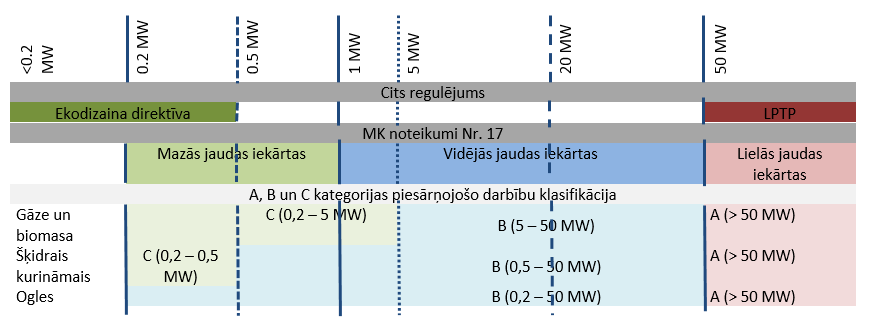 <0.2
MW
0.2 MW
0.5 MW
1 MW
5 MW
20 MW
50 MW
Cits regulējums
Ekodizaina direktīva
LPTP
MK noteikumi Nr. 17
Mazās jaudas iekārtas
Vidējās jaudas iekārtas
Lielās jaudas
iekārtas
A, B un C kategorijas piesārņojošo darbību klasifikācija
Gāze un
biomasa
C (0,2 – 5 MW)
B (5 – 50 MW)
A (> 50 MW)
Šķidrais
kurināmais
C (0,2 – 0,5
MW)
B (0,5 – 50 MW)
A (> 50 MW)
Ogles
B (0,2 – 50 MW)
A (> 50 MW)